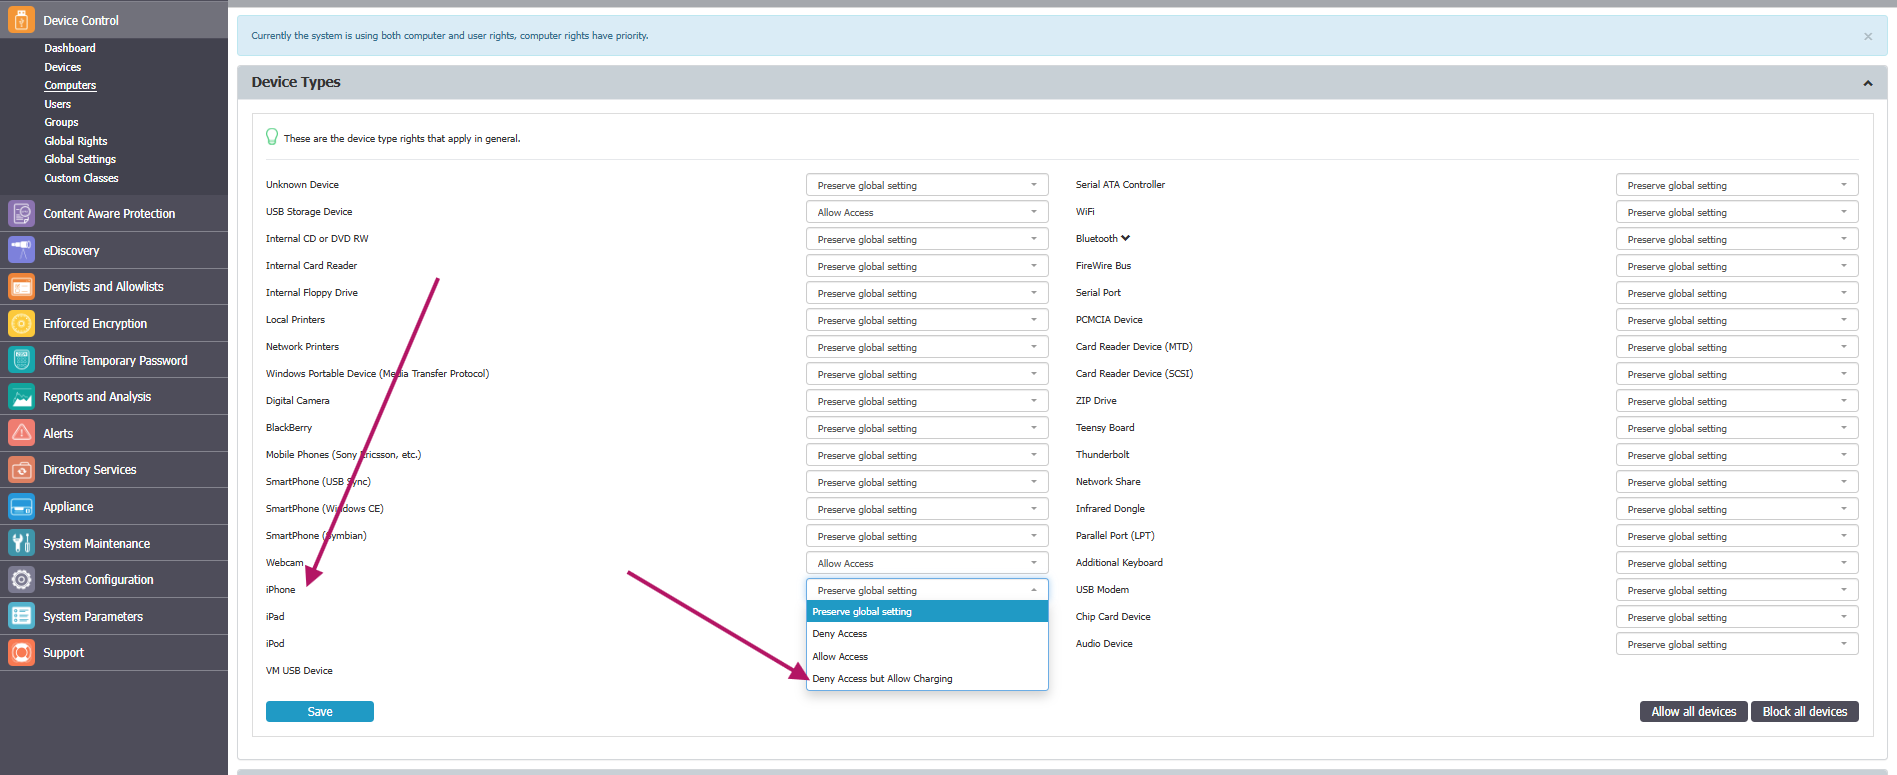 Device Control
Dashboard
Devices
Computers
Users
Groups
Global Rights
Global Settings
Custom Classes
Content Aware Protection
eDiscovery
Denylists and Allowlists
Enforced Encryption
Offline Temporary Password
Reports and Analysis
Alerts
Directory Services
Appliance
System Maintenance
System Configuration
System Parameters
Support
Currently the system is using both computer and user rights, computer rights have priority.
Device Types
These are the device type rights that apply in general.
Unknown Device Preserve global setting
USB Storage Device Allow Access
Internal CD or DVD RW Preserve global setting
Internal Card Reader Preserve global setting
Internal Floppy Drive Preserve global setting
Local Printers Preserve global setting
Network Printers Preserve global setting
Windows Portable Device (Media Transfer Protocol) Preserve global setting
Digital Camera Preserve global setting
BlackBerry Preserve global setting
Mobile Phones (Sony Ericsson, etc.) Preserve global setting
SmartPhone (USB Sync) Preserve global setting
SmartPhone (Windows CE) Preserve global setting
SmartPhone (Symbian) Preserve global setting
Webcam Allow Access
iPhone Preserve global setting
Preserve global setting
Deny Access
Allow Access
Deny Access but Allow Charging
iPad
iPod
VM USB Device
Serial ATA Controller Preserve global setting
WiFi Preserve global setting
Bluetooth Preserve global setting
FireWire Bus Preserve global setting
Serial Port Preserve global setting
PCMCIA Device Preserve global setting
Card Reader Device (MTD) Preserve global setting
Card Reader Device (SCSI) Preserve global setting
ZIP Drive Preserve global setting
Teensy Board Preserve global setting
Thunderbolt Preserve global setting
Network Share Preserve global setting
Infrared Dongle Preserve global setting
Parallel Port (LPT) Preserve global setting
Additional Keyboard Preserve global setting
USB Modem Preserve global setting
Chip Card Device Preserve global setting
Audio Device Preserve global setting
Save
Allow all devices
Block all devices